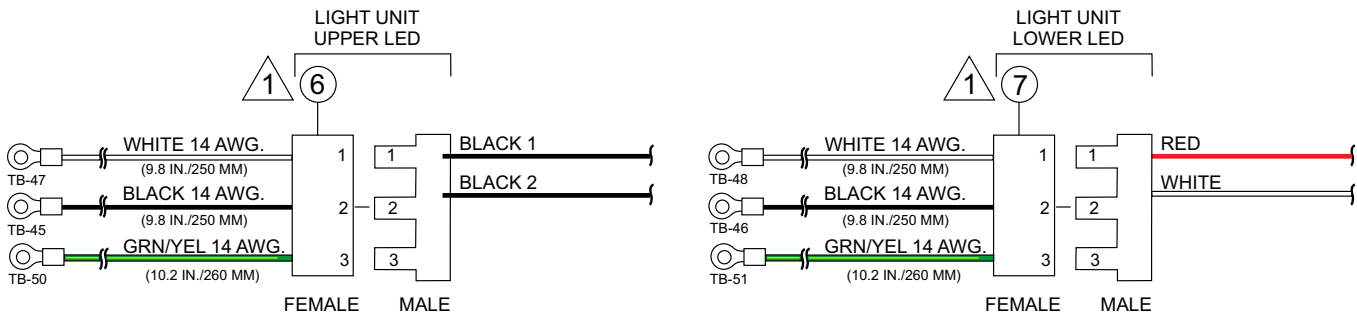 LIGHT UNIT
UPPER LED
1
6
WHITE 14 AWG.
(9.8 IN./250 MM)
TB-47
BLACK 14 AWG.
(9.8 IN./250 MM)
TB-45
GRN/YEL 14 AWG.
(10.2 IN./260 MM)
TB-50
1
2
3
1
2
3
BLACK 1
BLACK 2
FEMALE
MALE
LIGHT UNIT
LOWER LED
1
7
WHITE 14 AWG.
(9.8 IN./250 MM)
TB-48
BLACK 14 AWG.
(9.8 IN./250 MM)
TB-46
GRN/YEL 14 AWG.
(10.2 IN./260 MM)
TB-51
1
2
3
1
2
3
RED
WHITE
FEMALE
MALE